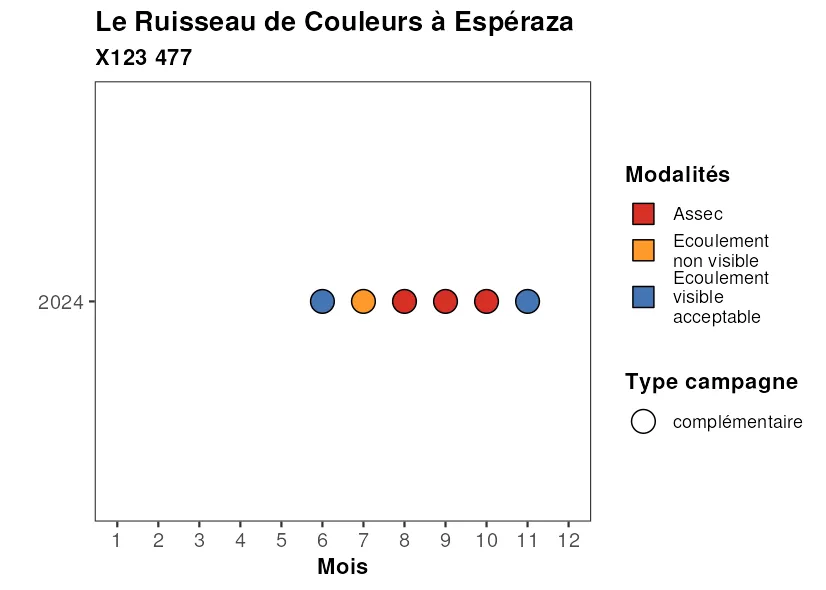 Le Ruisseau de Couleurs à Espéraza
X123 477
2024
1 2 3 4 5 6 7 8 9 10 11 12
Mois
Modalités
Assec
Ecoulement
non visible
Ecoulement
visible
acceptable
Type campagne
complémentaire